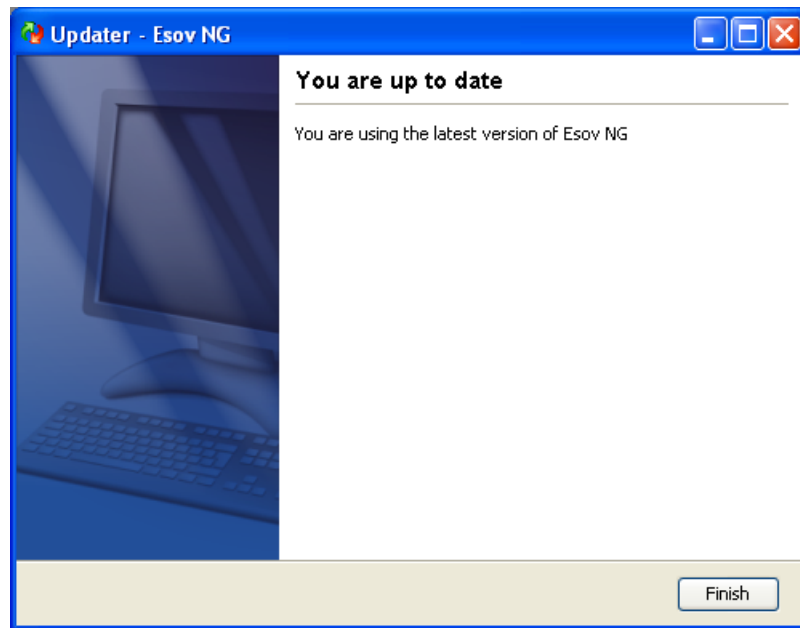 Updater - Esov NG
You are up to date
You are using the latest version of Esov NG
Finish